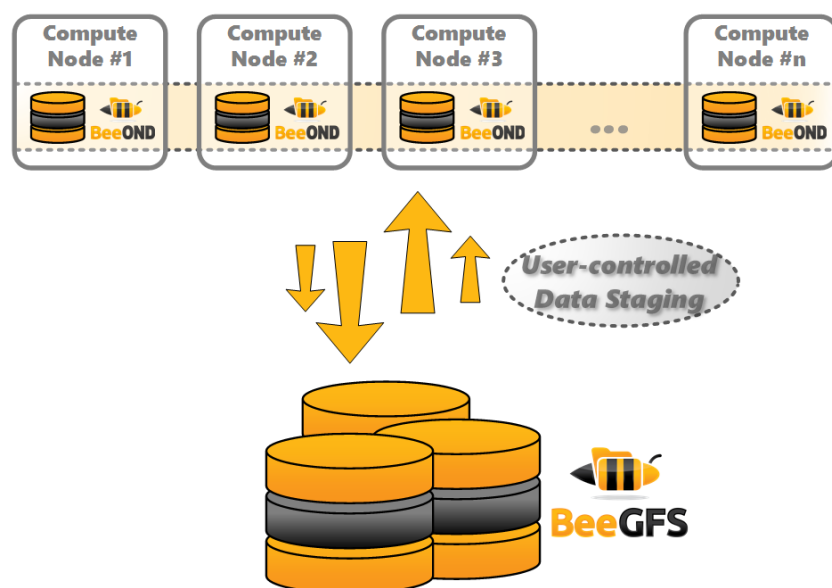 Compute
Node #1
Compute
Node #2
Compute
Node #3
Compute
Node #n
BeeOND
BeeOND
BeeOND
...
BeeOND
User-controlled
Data Staging
BeeGFS